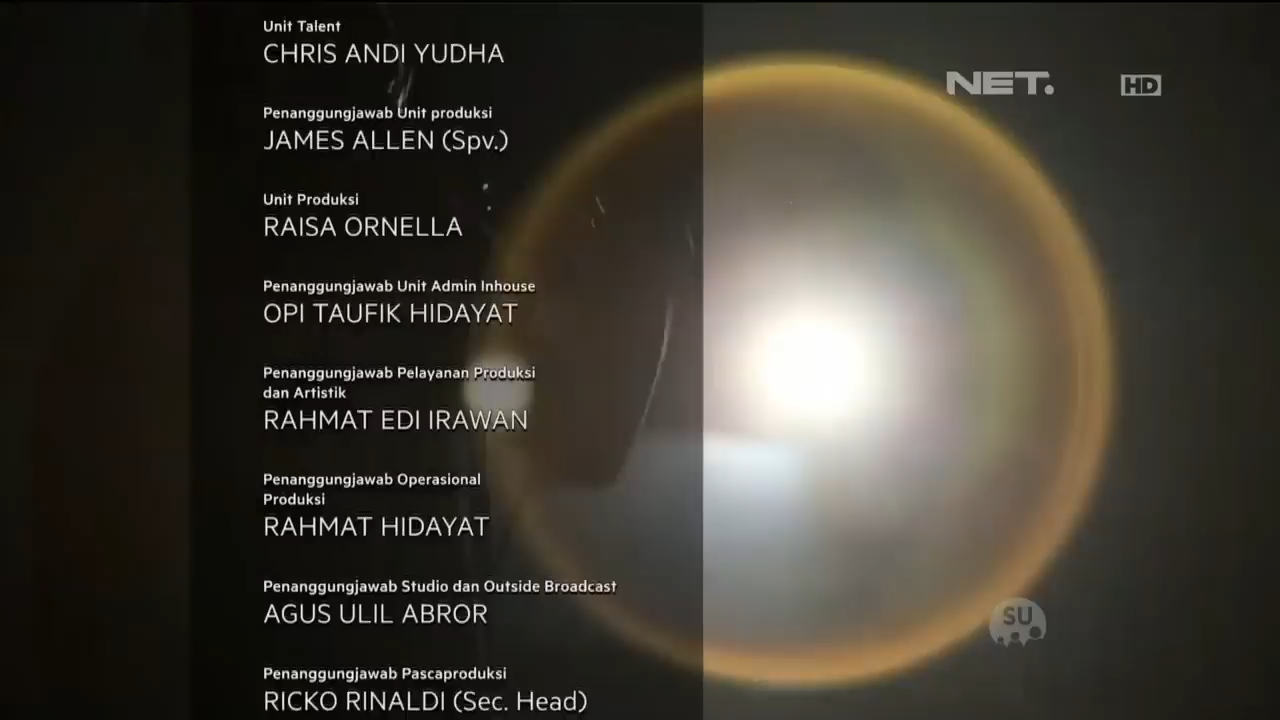 Unit Talent
CHRIS ANDI YUDHA
Penanggungjawab Unit produksi
JAMES ALLEN (Spv.)
Unit Produksi
RAISA ORNELLA
Penanggungjawab Unit Admin Inhouse
OPI TAUFIK HIDAYAT
Penanggungjawab Pelayanan Produksi
dan Artistik
RAHMAT EDI IRAWAN
Penanggungjawab Operasional
Produksi
RAHMAT HIDAYAT
Penanggungjawab Studio dan Outside Broadcast
AGUS ULIL ABROR
Penanggungjawab Pascaproduksi
RICKO RINALDI (Sec. Head)
NET.
HD
SU